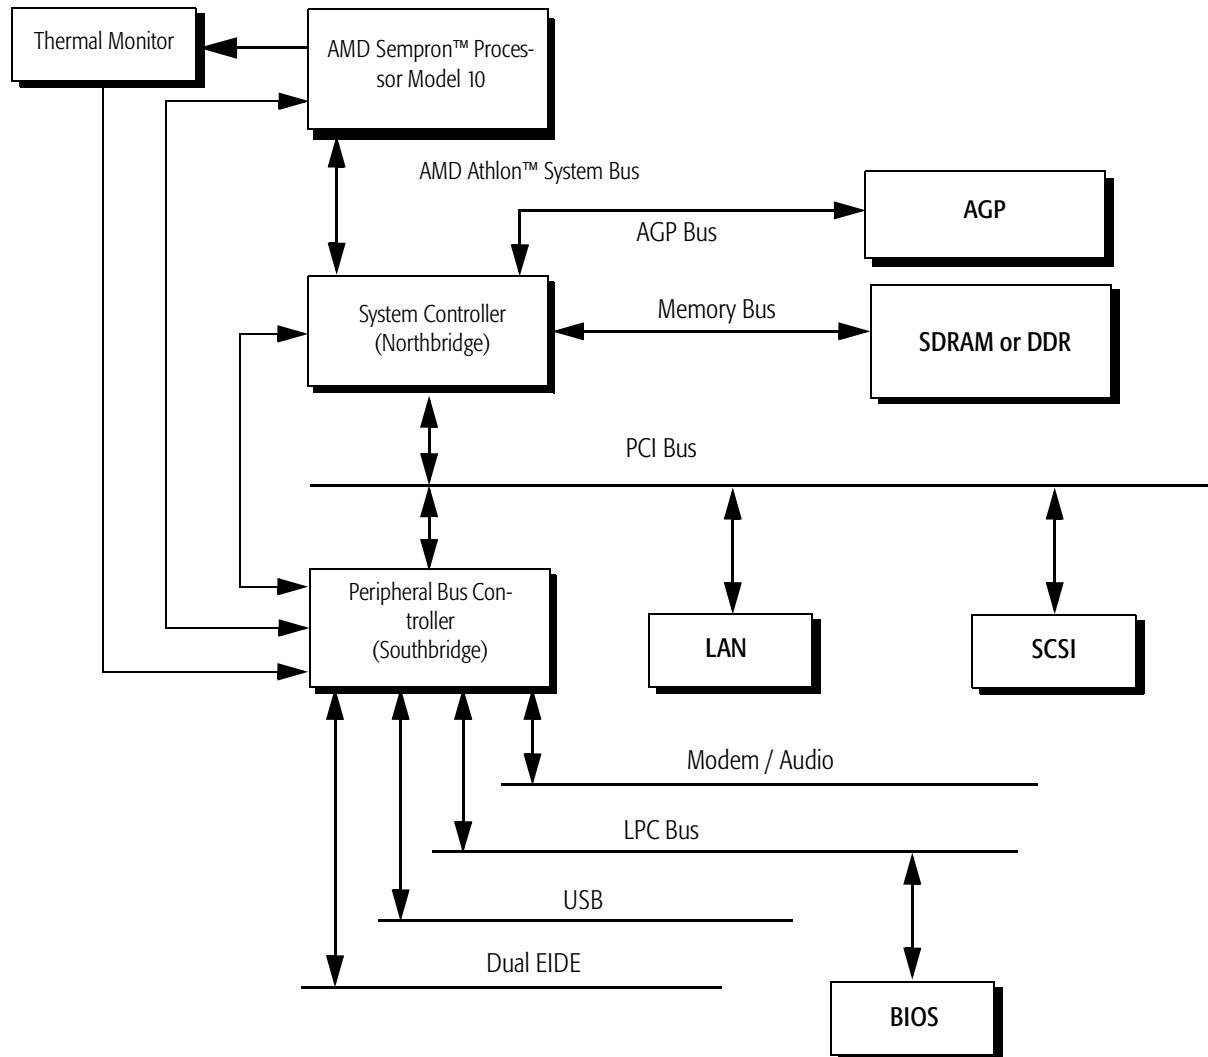 Thermal Monitor
AMD Sempron™ Proces-
sor Model 10
AMD Athlon™ System Bus
AGP
AGP Bus
System Controller
(Northbridge)
Memory Bus
SDRAM or DDR
PCI Bus
Peripheral Bus Con-
troller
(Southbridge)
LAN
SCSI
Modem / Audio
LPC Bus
USB
Dual EIDE
BIOS